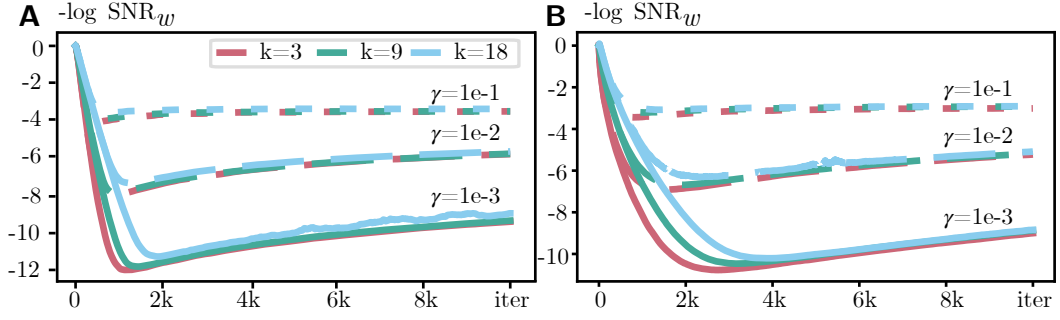 A -log SNRw
0
-2
-4
-6
-8
-10
-12
k=3 k=9 k=18
γ=1e-1
γ=1e-2
γ=1e-3
0 2k 4k 6k 8k iter
B -log SNRw
0
-2
-4
-6
-8
-10
γ=1e-1
γ=1e-2
γ=1e-3
0 2k 4k 6k 8k iter